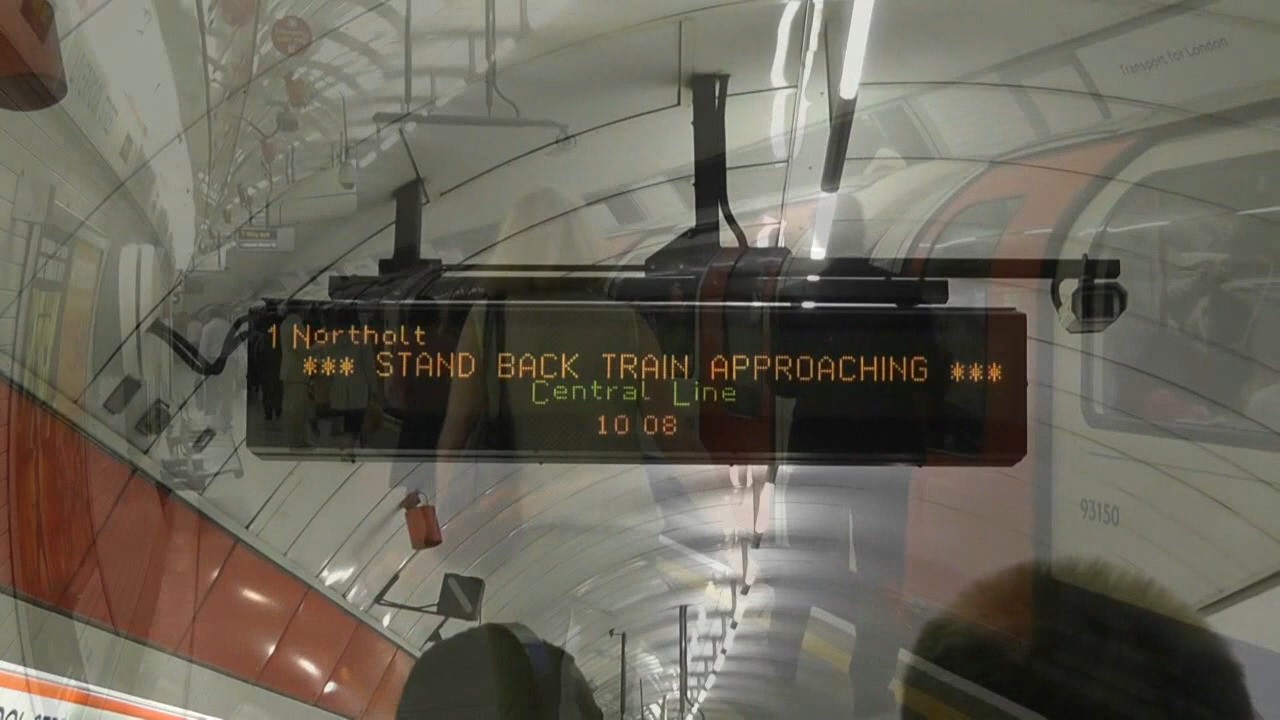 Transport for London
1 Northolt
*** STAND BACK TRAIN APPROACHING ***
Central Line
10 08
93150